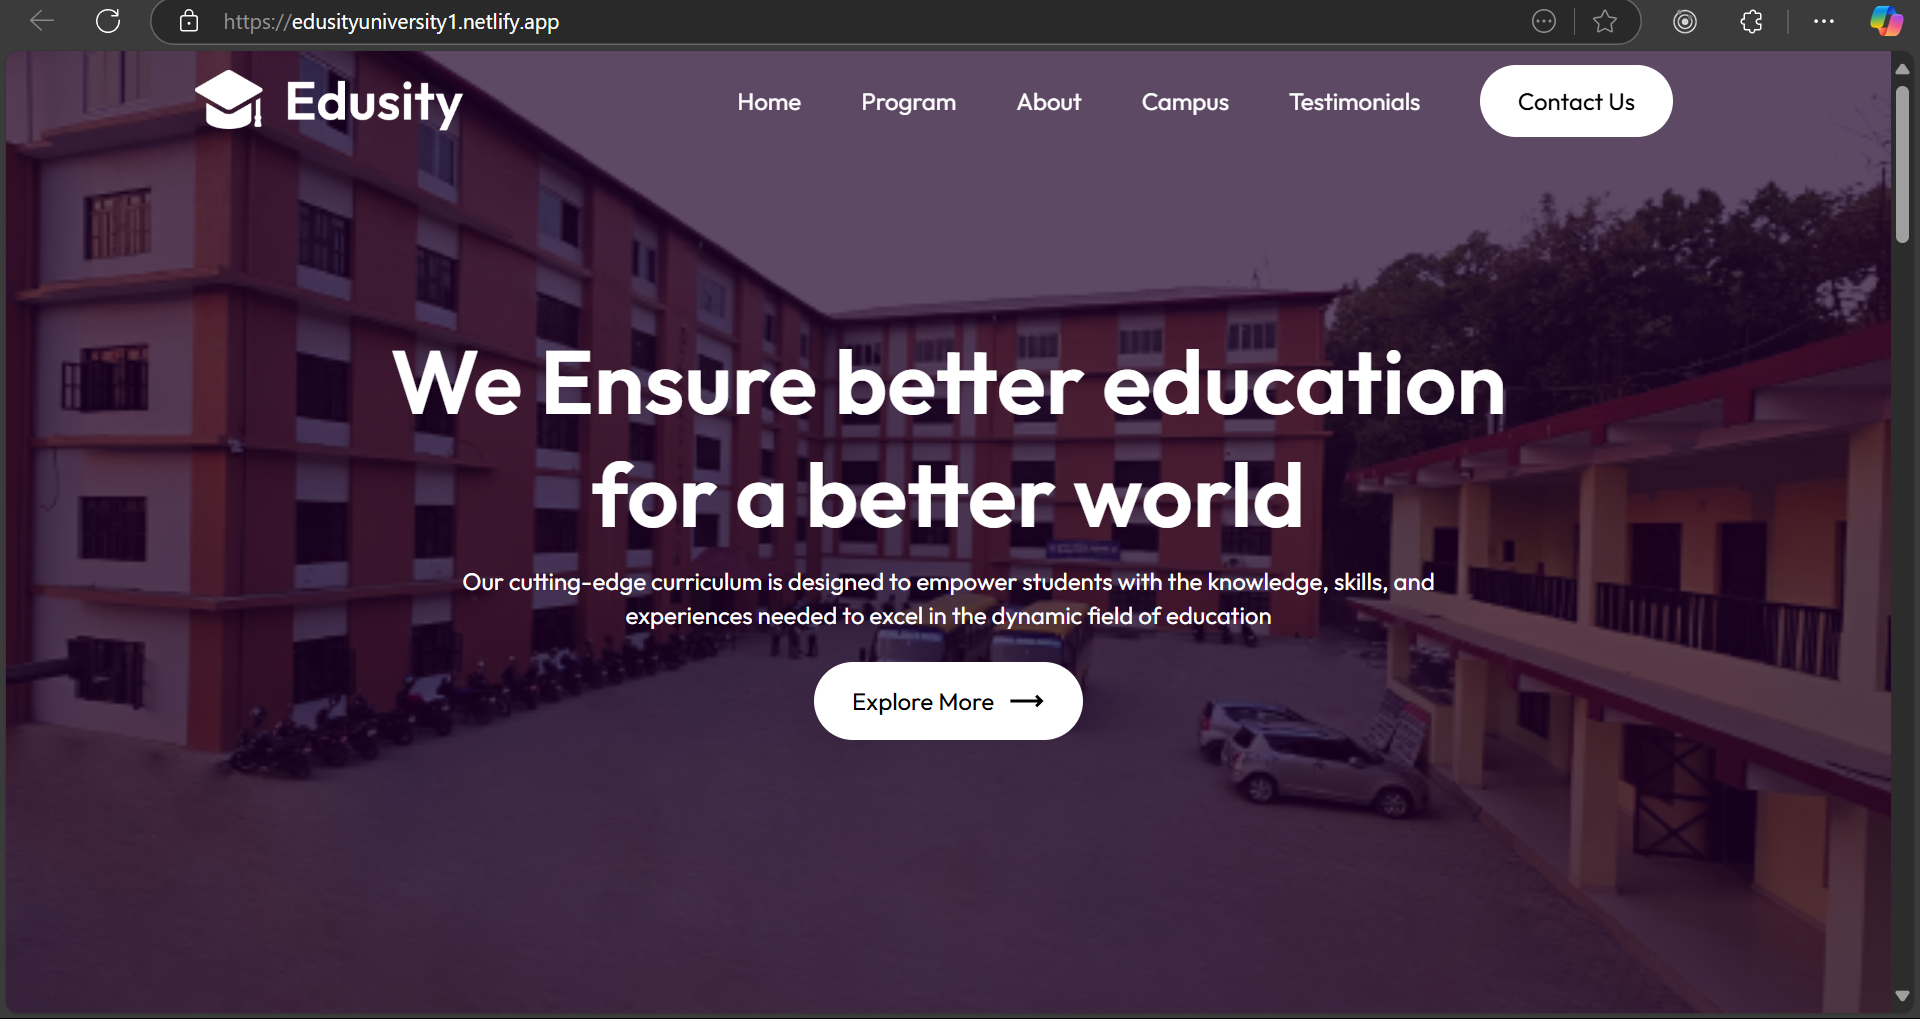 https://edusityuniversity1.netlify.app
Edusity
Home Program About Campus Testimonials Contact Us
We Ensure better education
for a better world
Our cutting-edge curriculum is designed to empower students with the knowledge, skills, and
experiences needed to excel in the dynamic field of education
Explore More